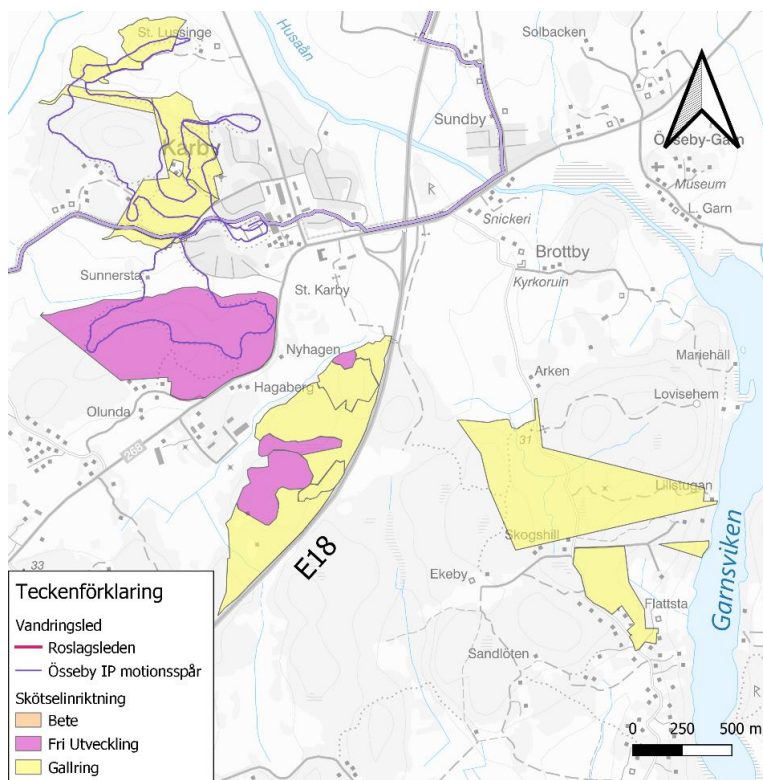 St. Lussinge
Husaån
Solbacken
Sundby
Össeby-Garn
Karby
Museum
L. Garn
Snickeri
Brottby
Kyrkoruin
Sunnersta
St. Karby
Nyhagen
Mariehäll
Arken
Hagaberg
Lovisehem
Olunda
268
31
Lillstugan
Skogshill
E18
Garnsviken
33
Ekeby
Flattsta
Sandlöten
Teckenförklaring
Vandringsled
Roslagsleden
Össeby IP motionsspår
Skötselinriktning
Bete
Fri Utveckling
Gallring
0 250 500 m
R
R
R